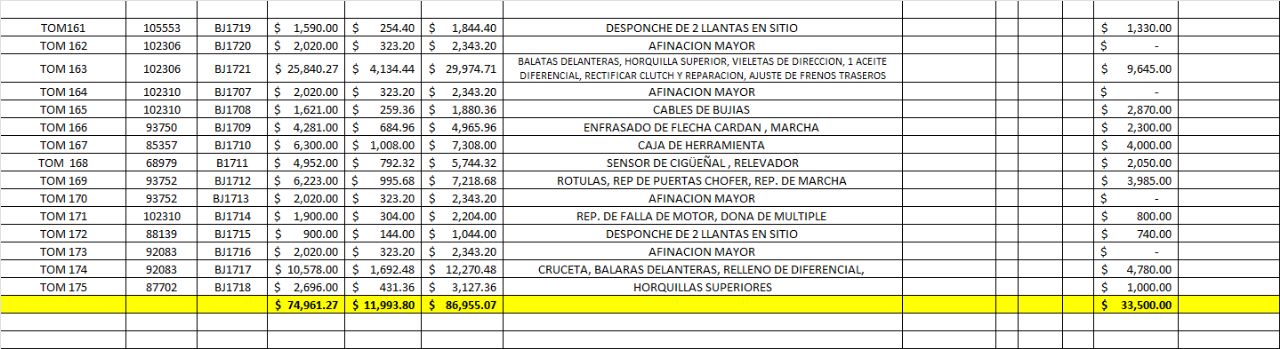 TOM161 105553 BJ1719 $ 1,590.00 $ 254.40 $ 1,844.40 DESPONCHE DE 2 LLANTAS EN SITIO $ 1,330.00
TOM 162 102306 BJ1720 $ 2,020.00 $ 323.20 $ 2,343.20 AFINACION MAYOR $ -
TOM 163 102306 BJ1721 $ 25,840.27 $ 4,134.44 $ 29,974.71 BALATAS DELANTERAS, HORQUILLA SUPERIOR, VIELETAS DE DIRECCION, 1 ACEITE
DIFERENCIAL, RECTIFICAR CLUTCH Y REPARACION, AJUSTE DE FRENOS TRASEROS $ 9,645.00
TOM 164 102310 BJ1707 $ 2,020.00 $ 323.20 $ 2,343.20 AFINACION MAYOR $ -
TOM 165 102310 BJ1708 $ 1,621.00 $ 259.36 $ 1,880.36 CABLES DE BUJIAS $ 2,870.00
TOM 166 93750 BJ1709 $ 4,281.00 $ 684.96 $ 4,965.96 ENFRASADO DE FLECHA CARDAN , MARCHA $ 2,300.00
TOM 167 85357 BJ1710 $ 6,300.00 $ 1,008.00 $ 7,308.00 CAJA DE HERRAMIENTA $ 4,000.00
TOM 168 68979 B1711 $ 4,952.00 $ 792.32 $ 5,744.32 SENSOR DE CIGÜEÑAL , RELEVADOR $ 2,050.00
TOM 169 93752 BJ1712 $ 6,223.00 $ 995.68 $ 7,218.68 ROTULAS, REP DE PUERTAS CHOFER, REP. DE MARCHA $ 3,985.00
TOM 170 93752 BJ1713 $ 2,020.00 $ 323.20 $ 2,343.20 AFINACION MAYOR $ -
TOM 171 102310 BJ1714 $ 1,900.00 $ 304.00 $ 2,204.00 REP. DE FALLA DE MOTOR, DONA DE MULTIPLE $ 800.00
TOM 172 88139 BJ1715 $ 900.00 $ 144.00 $ 1,044.00 DESPONCHE DE 2 LLANTAS EN SITIO $ 740.00
TOM 173 92083 BJ1716 $ 2,020.00 $ 323.20 $ 2,343.20 AFINACION MAYOR $ -
TOM 174 92083 BJ1717 $ 10,578.00 $ 1,692.48 $ 12,270.48 CRUCETA, BALARAS DELANTERAS, RELLENO DE DIFERENCIAL, $ 4,780.00
TOM 175 87702 BJ1718 $ 2,696.00 $ 431.36 $ 3,127.36 HORQUILLAS SUPERIORES $ 1,000.00
$ 74,961.27 $ 11,993.80 $ 86,955.07 $ 33,500.00